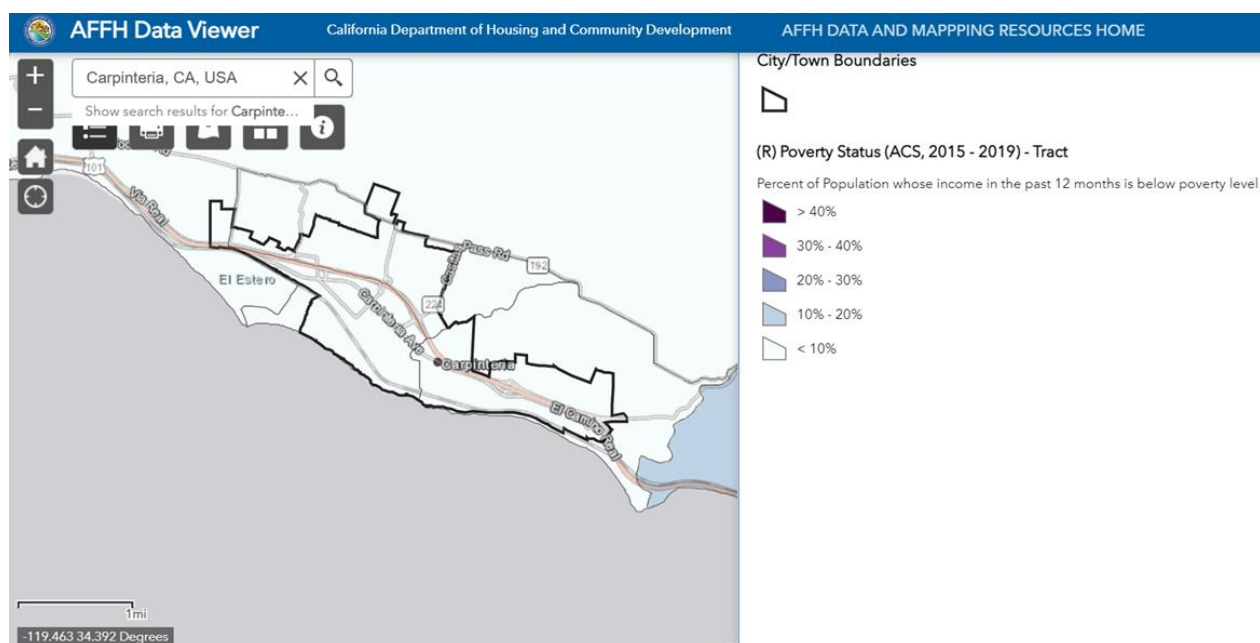 AFFH Data Viewer
California Department of Housing and Community Development
AFFH DATA AND MAPPPING RESOURCES HOME
+
Carpinteria, CA, USA
Show search results for Carpinte...
−
101
Via Real
El Estero
Pass Rd
192
224
Carpinteria Ave
Carpinteria
El Camino Real
1mi
-119.463 34.392 Degrees
City/Town Boundaries
(R) Poverty Status (ACS, 2015 - 2019) - Tract
Percent of Population whose income in the past 12 months is below poverty level
> 40%
30% - 40%
20% - 30%
10% - 20%
< 10%